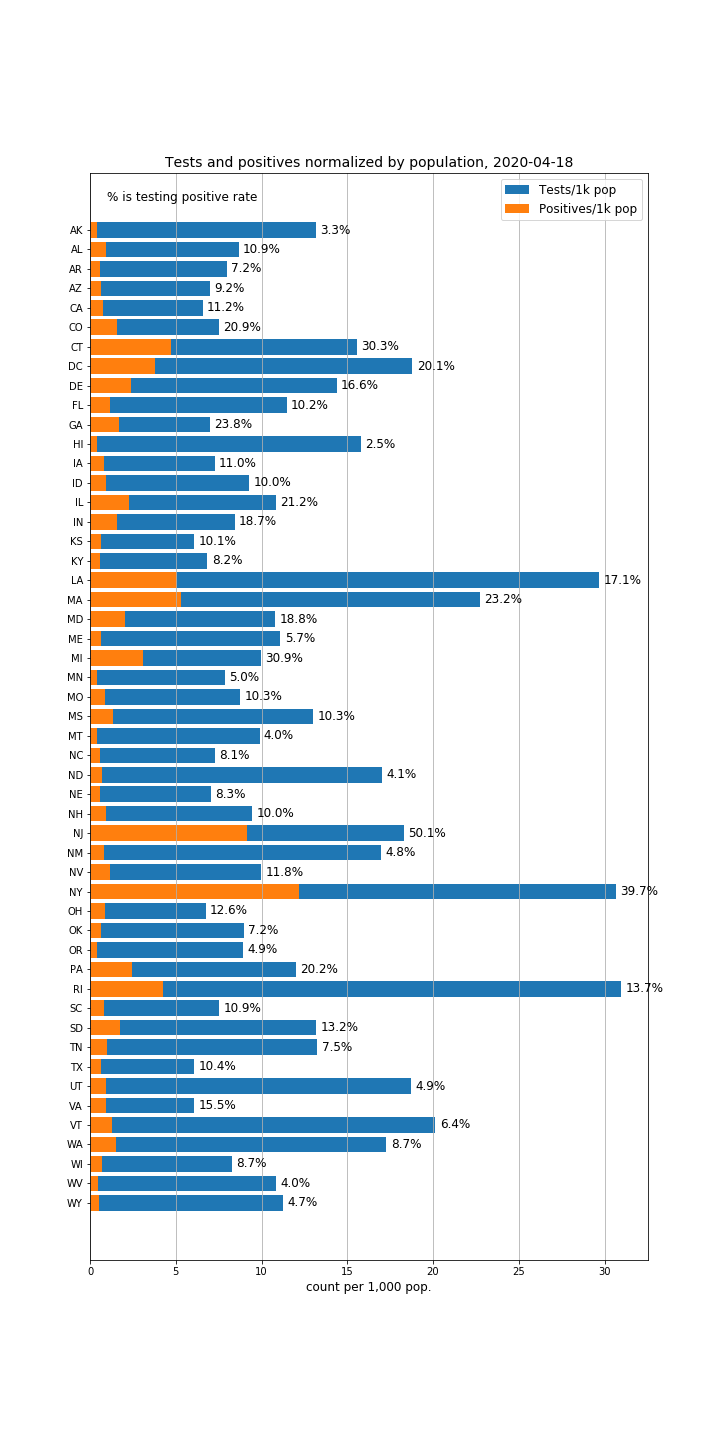 Tests and positives normalized by population, 2020-04-18
% is testing positive rate
Tests/1k pop
Positives/1k pop
AK 3.3%
AL 10.9%
AR 7.2%
AZ 9.2%
CA 11.2%
CO 20.9%
CT 30.3%
DC 20.1%
DE 16.6%
FL 10.2%
GA 23.8%
HI 2.5%
IA 11.0%
ID 10.0%
IL 21.2%
IN 18.7%
KS 10.1%
KY 8.2%
LA 17.1%
MA 23.2%
MD 18.8%
ME 5.7%
MI 30.9%
MN 5.0%
MO 10.3%
MS 10.3%
MT 4.0%
NC 8.1%
ND 4.1%
NE 8.3%
NH 10.0%
NJ 50.1%
NM 4.8%
NV 11.8%
NY 39.7%
OH 12.6%
OK 7.2%
OR 4.9%
PA 20.2%
RI 13.7%
SC 10.9%
SD 13.2%
TN 7.5%
TX 10.4%
UT 4.9%
VA 15.5%
VT 6.4%
WA 8.7%
WI 8.7%
WV 4.0%
WY 4.7%
0 5 10 15 20 25 30
count per 1,000 pop.